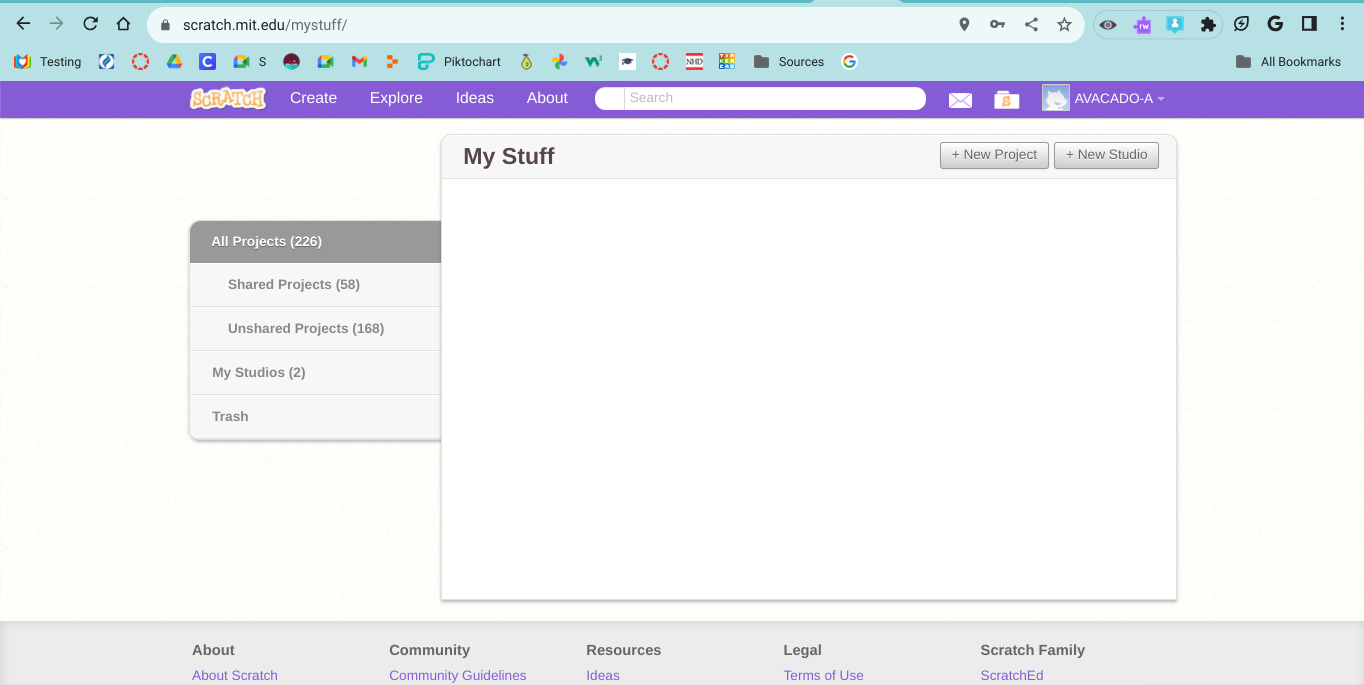 scratch.mit.edu/mystuff/
Testing C S Piktochart NHD Sources All Bookmarks
SCRATCH Create Explore Ideas About Search AVACADO-A
My Stuff + New Project + New Studio
All Projects (226)
Shared Projects (58)
Unshared Projects (168)
My Studios (2)
Trash
About Community Resources Legal Scratch Family
About Scratch Community Guidelines Ideas Terms of Use ScratchEd